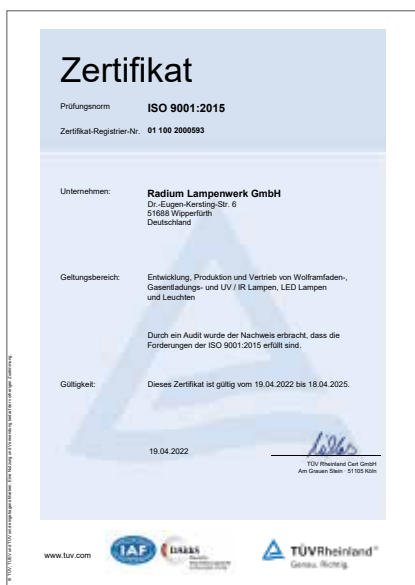 Zertifikat
Prüfungsnorm ISO 9001:2015
Zertifikat-Registrier-Nr. 01 100 2000593
Unternehmen: Radium Lampenwerk GmbH
Dr.-Eugen-Kersting-Str. 6
51688 Wipperfürth
Deutschland
Geltungsbereich: Entwicklung, Produktion und Vertrieb von Wolframfaden-,
Gasentladungs- und UV / IR Lampen, LED Lampen
und Leuchten
Durch ein Audit wurde der Nachweis erbracht, dass die
Forderungen der ISO 9001:2015 erfüllt sind.
Gültigkeit: Dieses Zertifikat ist gültig vom 19.04.2022 bis 18.04.2025.
19.04.2022
TÜV Rheinland Cert GmbH
Am Grauen Stein · 51105 Köln
www.tuv.com
IAF
DAkkS
TÜVRheinland®
Genau. Richtig.